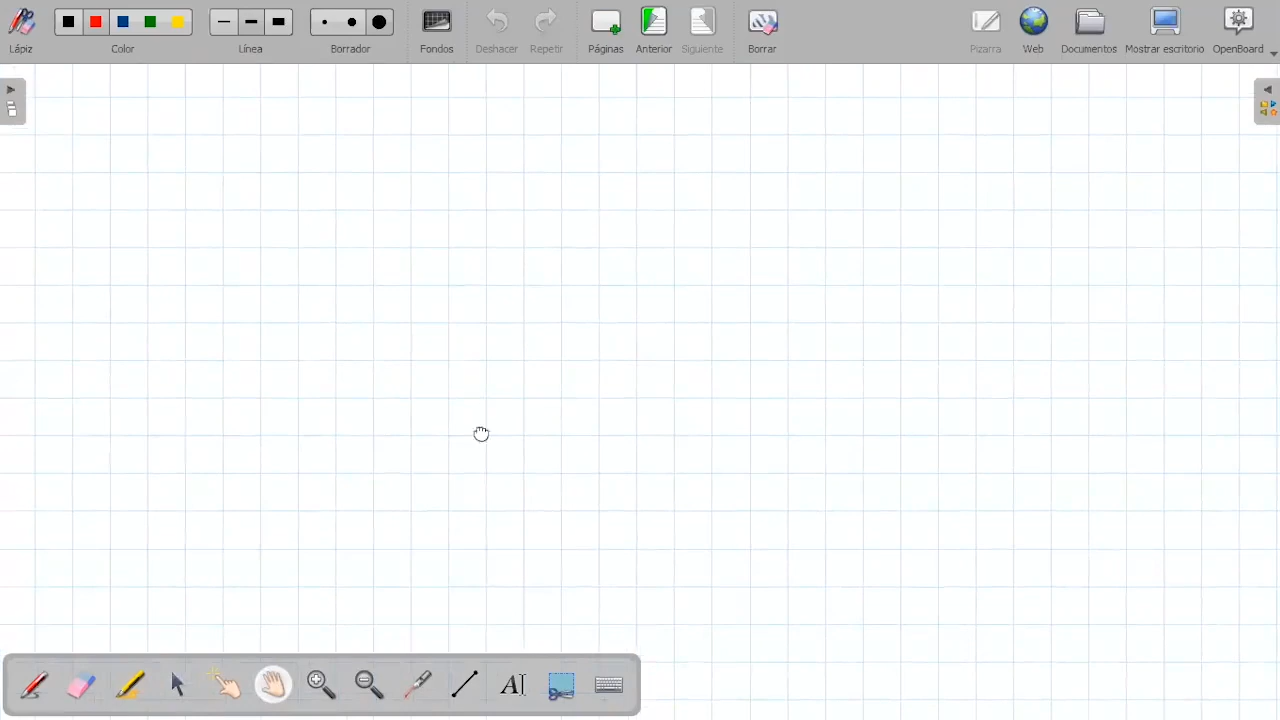 Lápiz Color Línea Borrador Fondos Deshacer Repetir Páginas Anterior Siguiente Borrar Pizarra Web Documentos Mostrar escritorio OpenBoard
A